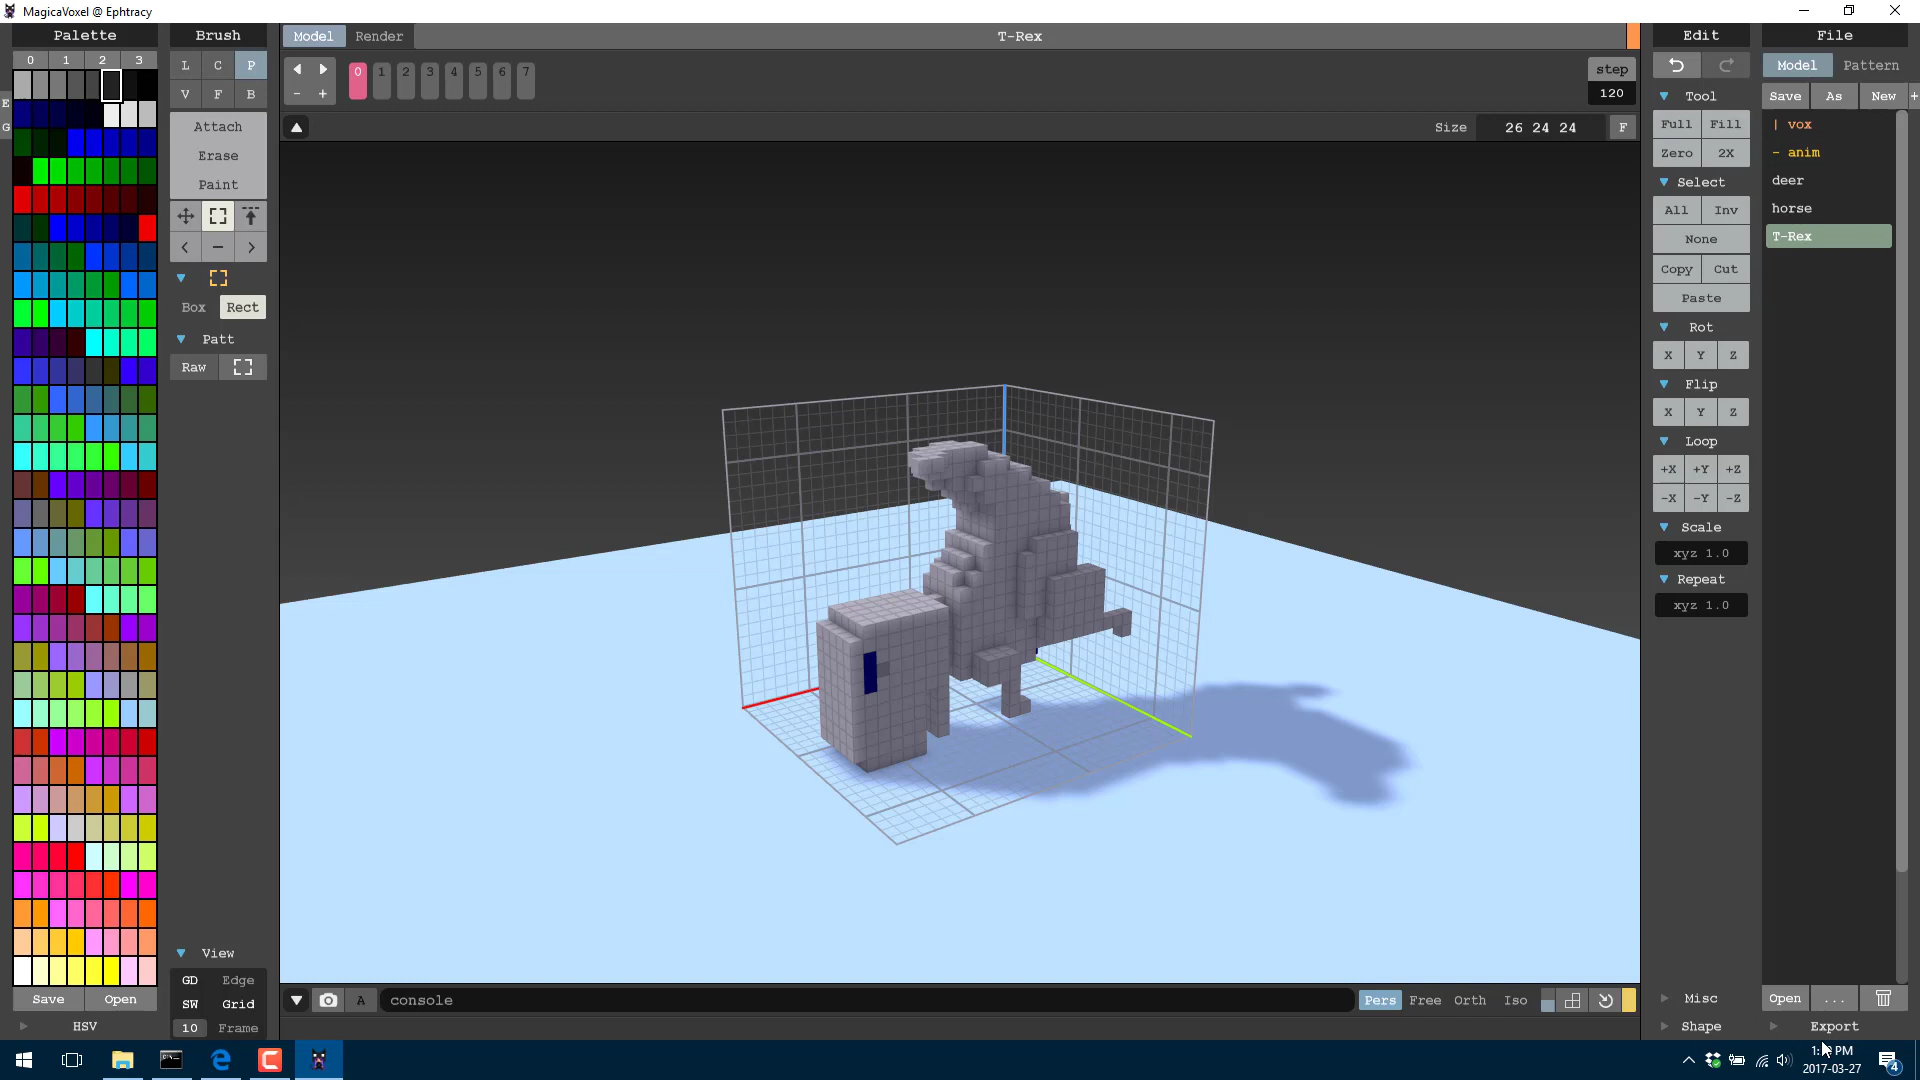 MagicaVoxel @ Ephtracy
Palette
0 1 2 3
E
G
Save Open
HSV
Brush
L C P
V F B
Attach
Erase
Paint
< - >
Box Rect
Patt
Raw
View
GD Edge
SW Grid
10 Frame
Model Render T-Rex
- +
0 1 2 3 4 5 6 7
step
120
Size 26 24 24 F
A console Pers Free Orth Iso
Edit
Tool
Full Fill
Zero 2X
Select
All Inv
None
Copy Cut
Paste
Rot
X Y Z
Flip
X Y Z
Loop
+X +Y +Z
-X -Y -Z
Scale
xyz 1.0
Repeat
xyz 1.0
Misc
Shape
File
Model Pattern
Save As New +
| vox
- anim
deer
horse
T-Rex
Open ...
Export
PM
2017-03-27
4